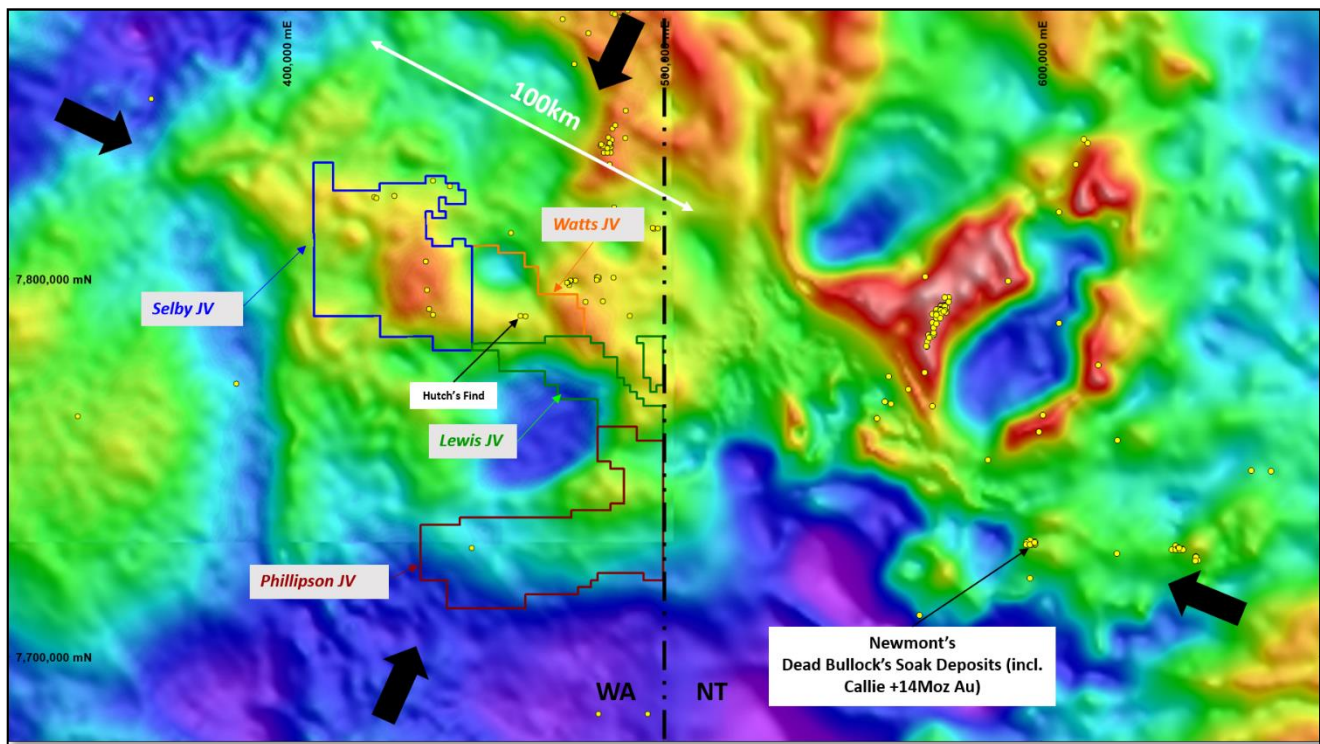 400,000 mE
500,000 mE
600,000 mE
100km
Watts JV
7,800,000 mN
Selby JV
Hutch's Find
Lewis JV
Phillipson JV
Newmont's
Dead Bullock's Soak Deposits (incl.
Callie +14Moz Au)
7,700,000 mN
WA
NT